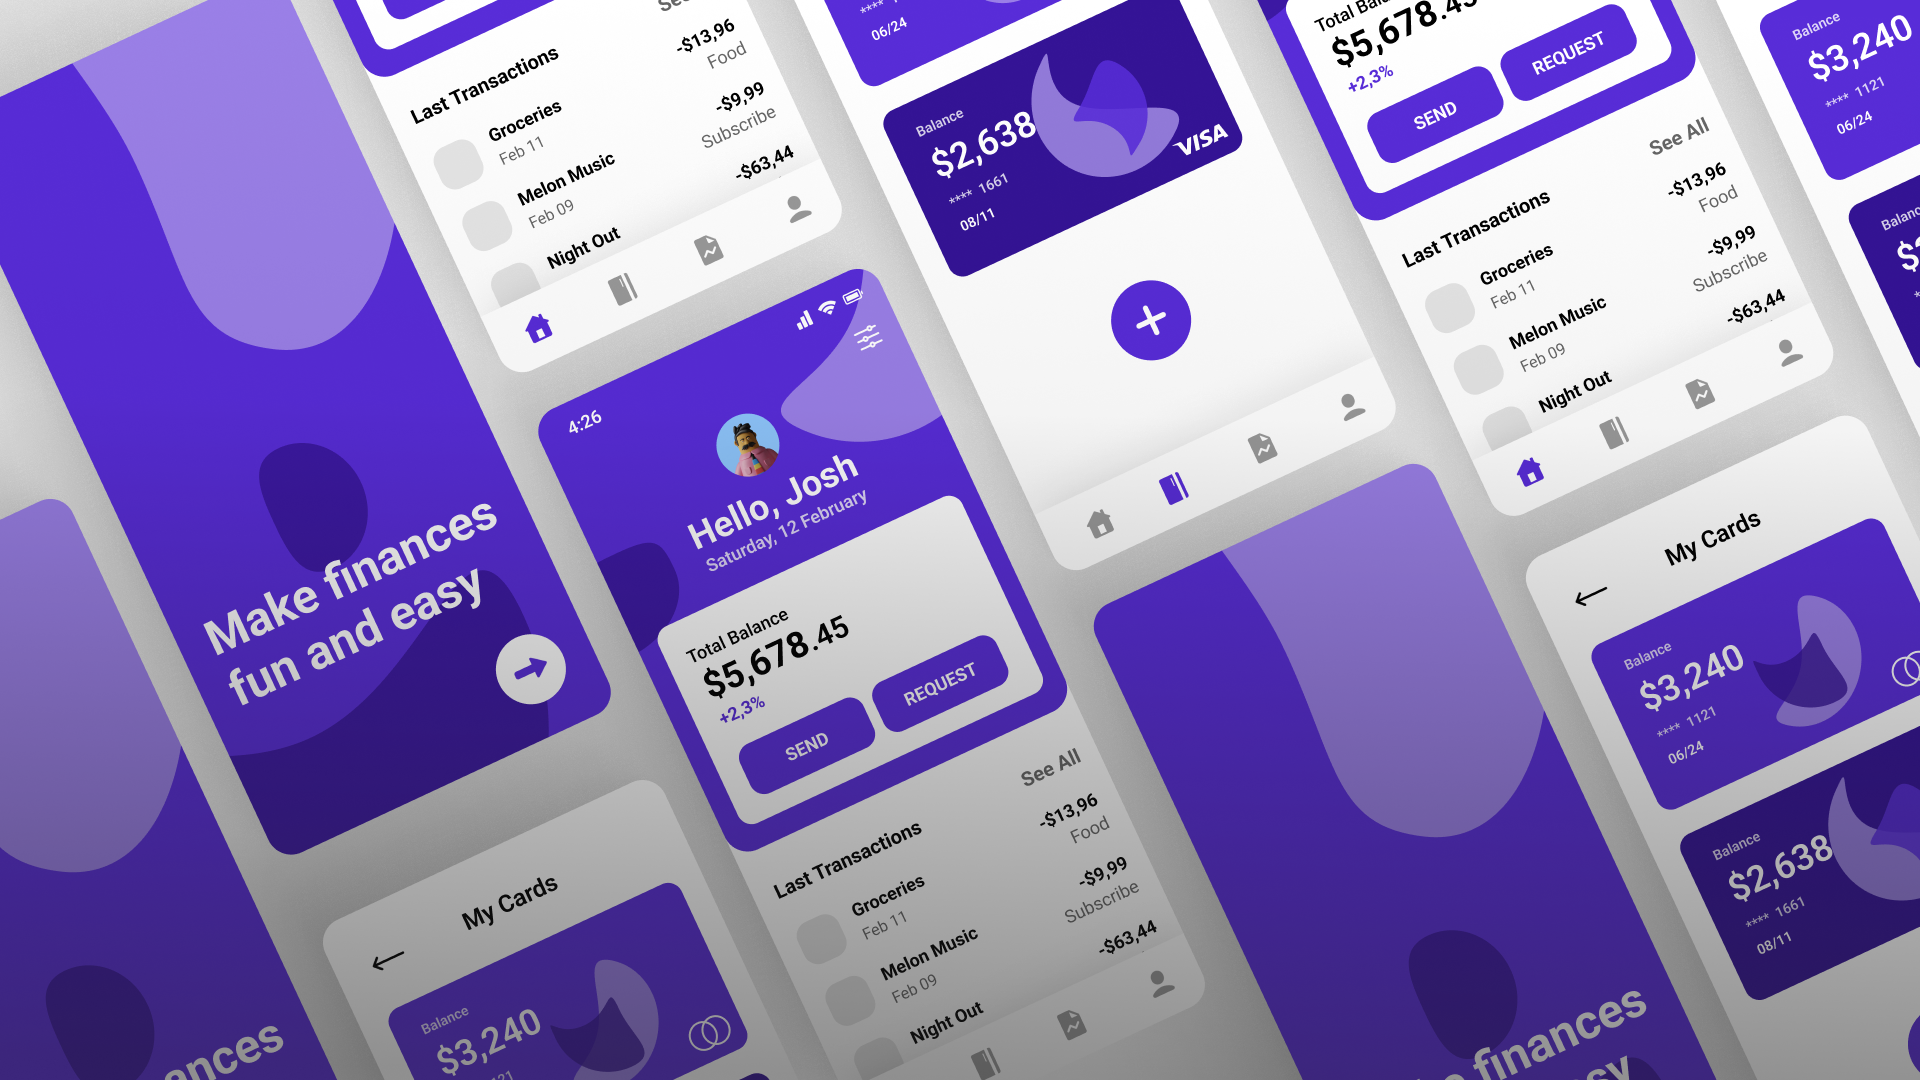 See
-$13,96
Food
Last Transactions
Groceries
Feb 11
-$9,99
Subscribe
Melon Music
Feb 09
-$63,44
Night Out
Make finances
fun and easy
4:26
Hello, Josh
Saturday, 12 February
Total Balance
$5,678.45
+2,3%
SEND
REQUEST
See All
Last Transactions
-$13,96
Food
Groceries
Feb 11
-$9,99
Subscribe
Melon Music
Feb 09
-$63,44
Night Out
****
06/24
Balance
$2,638
**** 1661
08/11
VISA
Total Bala
$5,678.45
+2,3%
SEND
REQUEST
See All
Last Transactions
-$13,96
Food
Groceries
Feb 11
-$9,99
Subscribe
Melon Music
Feb 09
-$63,44
Night Out
Balance
$3,240
**** 1121
06/24
Balanc
My Cards
Balance
$3,240
**** 1121
06/24
Balance
$2,638
**** 1661
08/11
My Cards
Balance
$3,240
121
nances
finances